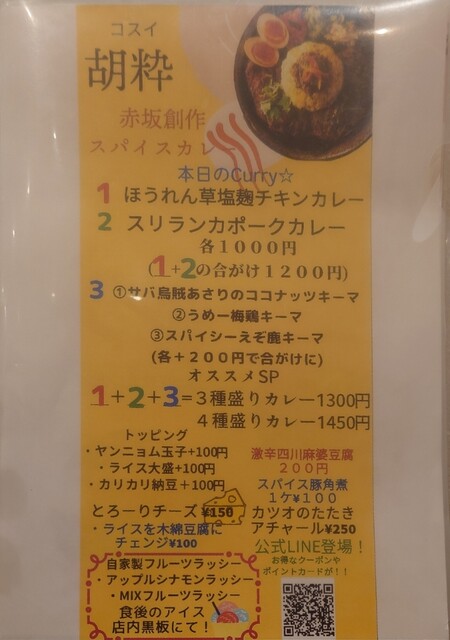 コスイ
胡粋
赤坂創作
スパイスカレー
本日のCurry☆
1 ほうれん草塩麹チキンカレー
2 スリランカポークカレー
各1000円
(1+2の合がけ1200円)
3 ①サバ烏賊あさりのココナッツキーマ
②うめー梅鶏キーマ
③スパイシーえぞ鹿キーマ
(各+200円で合がけに)
オススメSP
1+2+3=3種盛りカレー1300円
4種盛りカレー1450円
トッピング
・ヤンニョム玉子+100円
・ライス大盛+100円
・カリカリ納豆+100円
とろーりチーズ ¥150
・ライスを木綿豆腐に
チェンジ¥100
激辛四川麻婆豆腐
200円
スパイス豚角煮
1ケ¥100
カツオのたたき
アチャール¥250
公式LINE登場！
お得なクーポンや
ポイントカードが！！
自家製フルーツラッシー
・アップルシナモンラッシー
・MIXフルーツラッシー
食後のアイス
店内黒板にて！